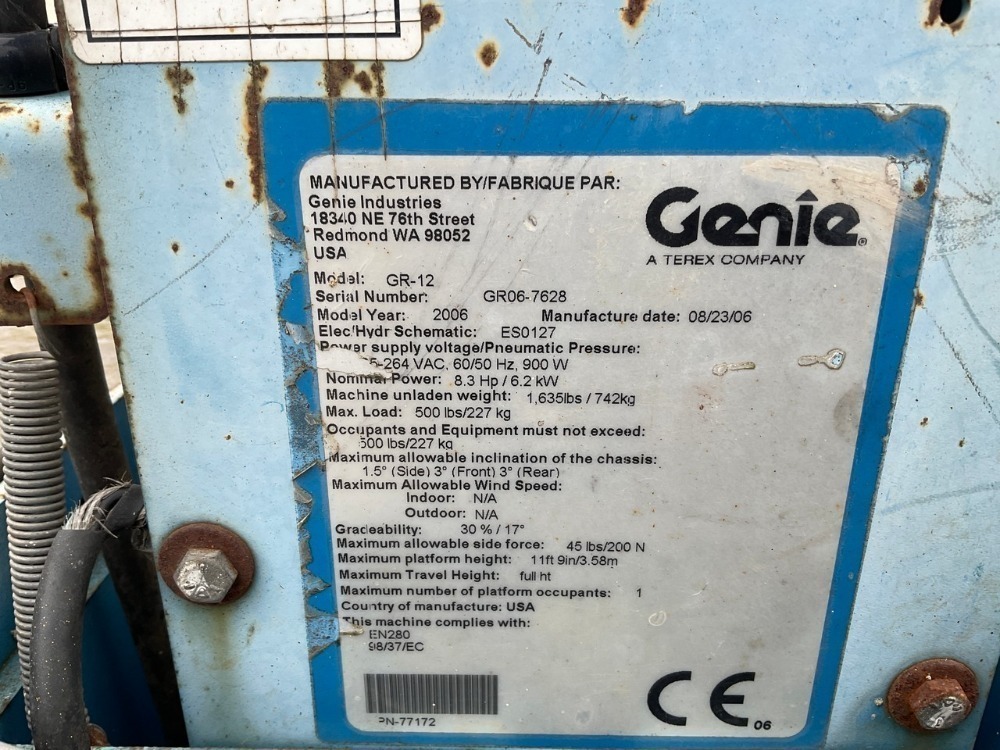 MANUFACTURED BY/FABRIQUE PAR:
Genie Industries
18340 NE 76th Street
Redmond WA 98052
USA
Genie
A TEREX COMPANY
Model: GR-12
Serial Number: GR06-7628
Model Year: 2006 Manufacture date: 08/23/06
Elec/Hydr Schematic: ES0127
Power supply voltage/Pneumatic Pressure:
5-264 VAC, 60/50 Hz, 900 W
Nominal Power: 8.3 Hp / 6.2 kW
Machine unladen weight: 1,635lbs / 742kg
Max. Load: 500 lbs/227 kg
Occupants and Equipment must not exceed:
500 lbs/227 kg
Maximum allowable inclination of the chassis:
1.5° (Side) 3° (Front) 3° (Rear)
Maximum Allowable Wind Speed:
Indoor: N/A
Outdoor: N/A
Gradeability: 30 % / 17°
Maximum allowable side force: 45 lbs/200 N
Maximum platform height: 11ft 9in/3.58m
Maximum Travel Height: full ht
Maximum number of platform occupants: 1
Country of manufacture: USA
This machine complies with:
EN280
98/37/EC
PN-77172
CE 06